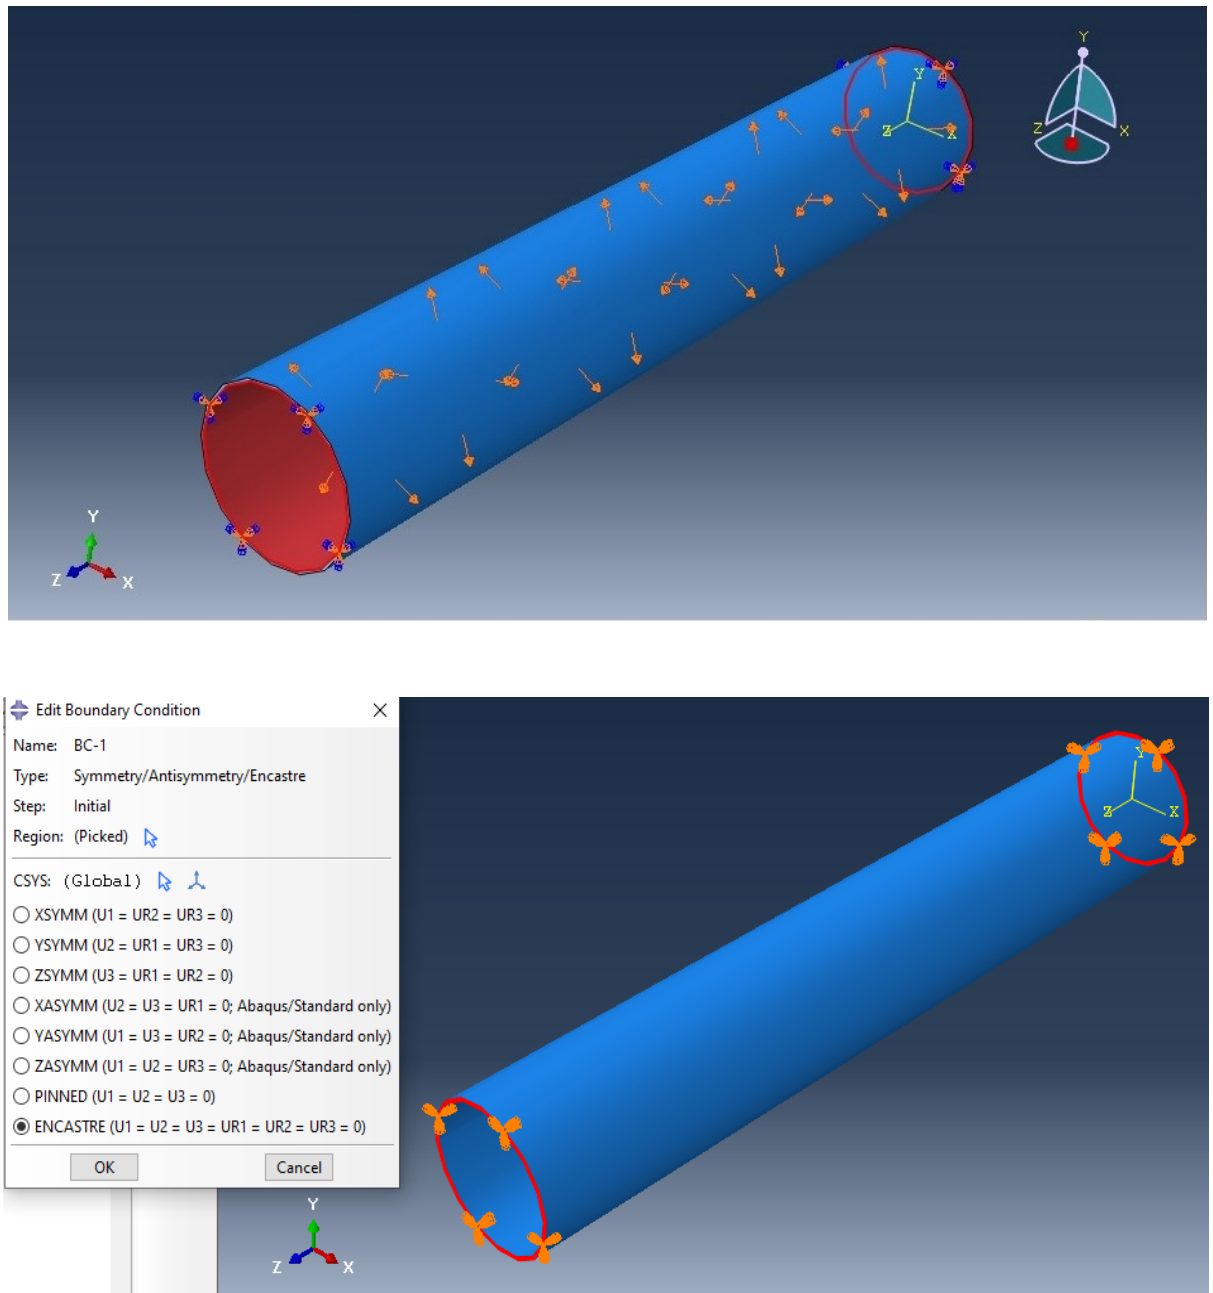 Y
Z
X
Y
Z
X
Y
Z
X
Edit Boundary Condition
Name: BC-1
Type: Symmetry/Antisymmetry/Encastre
Step: Initial
Region: (Picked)
CSYS: (Global)
XSYMM (U1 = UR2 = UR3 = 0)
YSYMM (U2 = UR1 = UR3 = 0)
ZSYMM (U3 = UR1 = UR2 = 0)
XASYMM (U2 = U3 = UR1 = 0; Abaqus/Standard only)
YASYMM (U1 = U3 = UR2 = 0; Abaqus/Standard only)
ZASYMM (U1 = U2 = UR3 = 0; Abaqus/Standard only)
PINNED (U1 = U2 = U3 = 0)
ENCASTRE (U1 = U2 = U3 = UR1 = UR2 = UR3 = 0)
OK Cancel
Y
Z
X
Y
Z
X